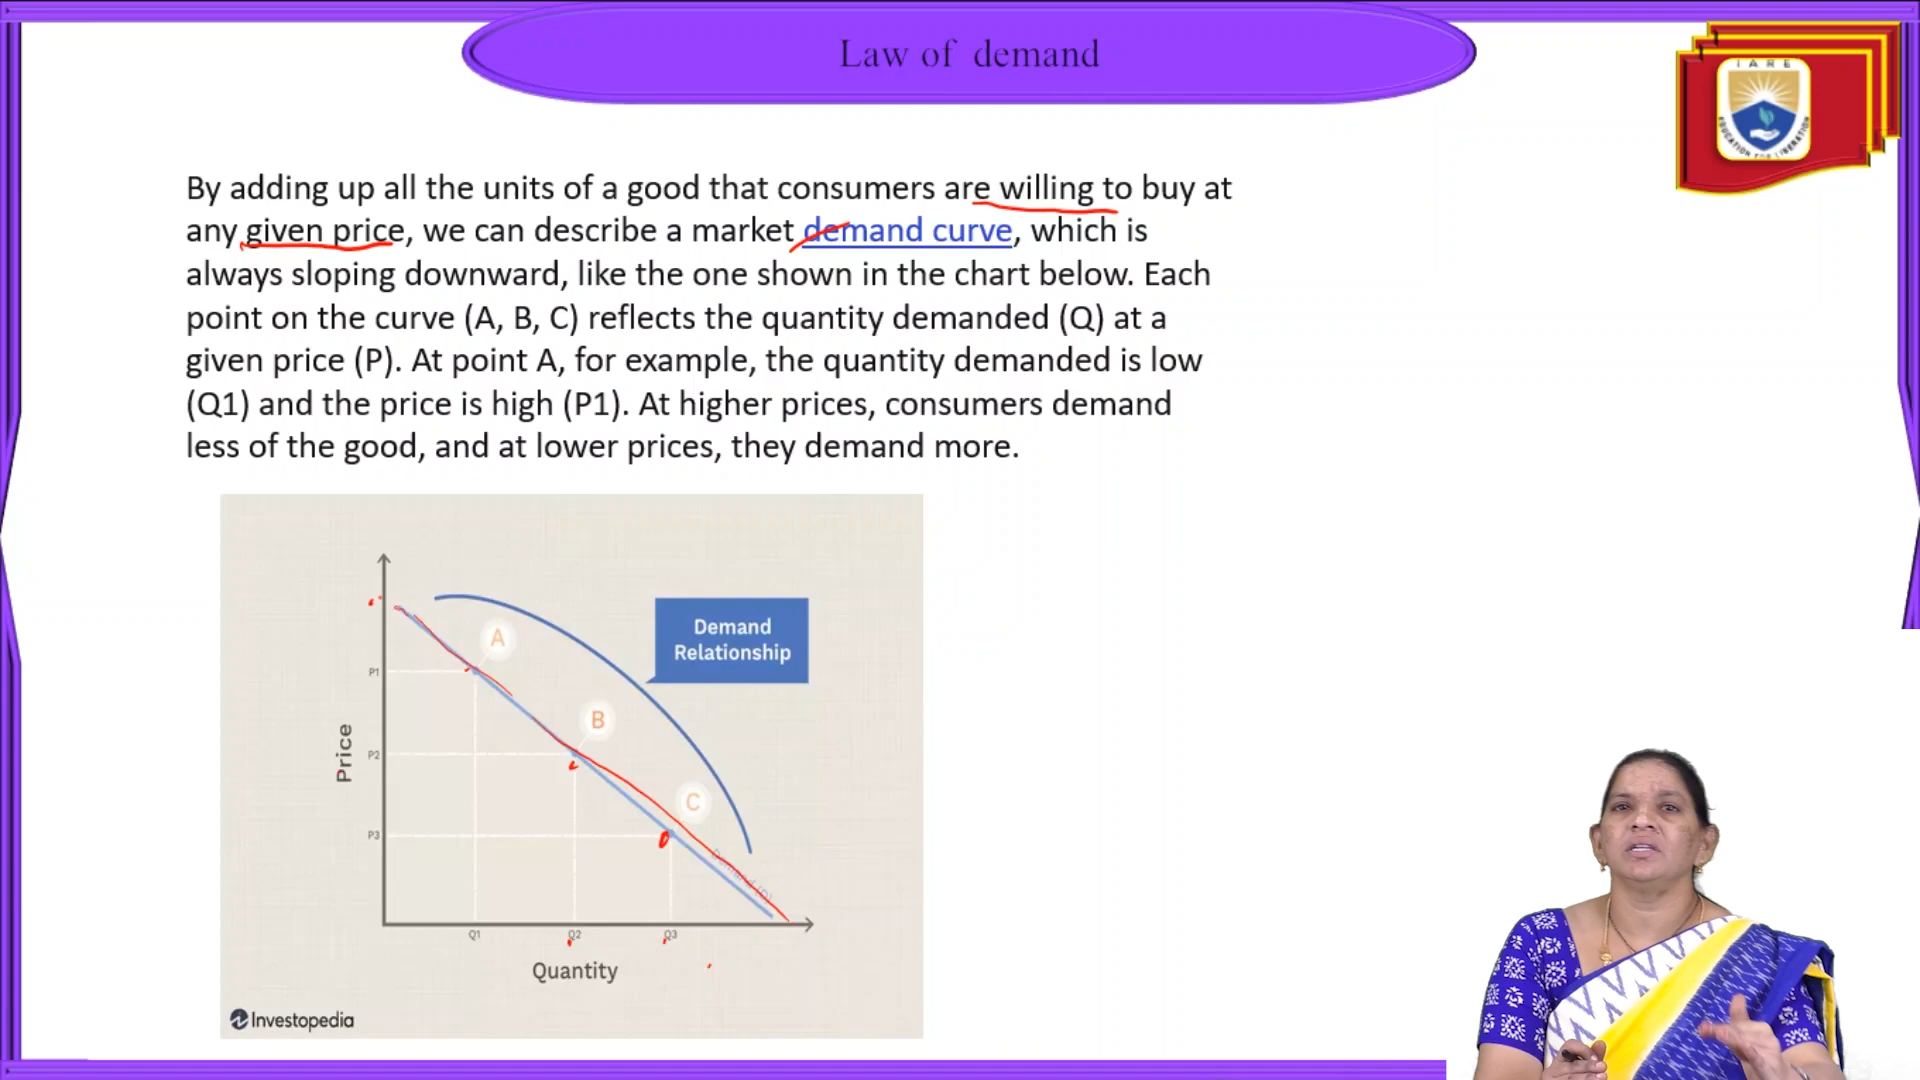 Law of demand
IARE
EDUCATION FOR LIBERATION
By adding up all the units of a good that consumers are willing to buy at
any given price, we can describe a market demand curve, which is
always sloping downward, like the one shown in the chart below. Each
point on the curve (A, B, C) reflects the quantity demanded (Q) at a
given price (P). At point A, for example, the quantity demanded is low
(Q1) and the price is high (P1). At higher prices, consumers demand
less of the good, and at lower prices, they demand more.
Demand
Relationship
A
P1
B
P2
Price
C
P3
Demand (Q)
Q1
Q2
Q3
Quantity
Investopedia